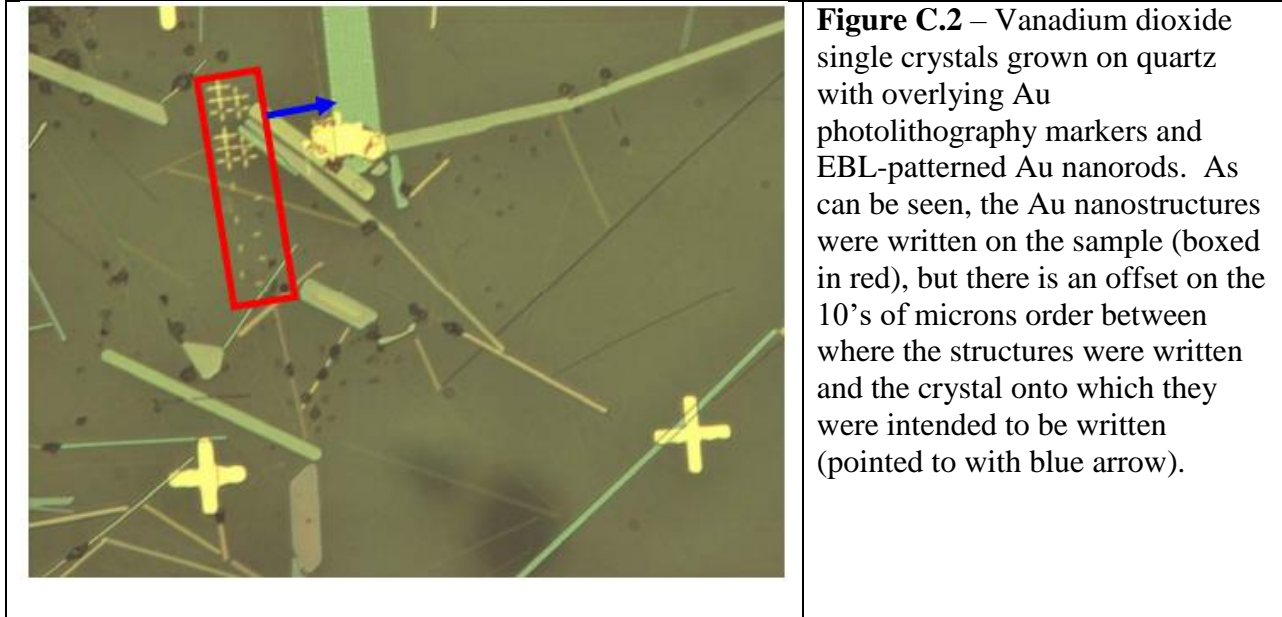 Figure C.2 – Vanadium dioxide
single crystals grown on quartz
with overlying Au
photolithography markers and
EBL-patterned Au nanorods.  As
can be seen, the Au nanostructures
were written on the sample (boxed
in red), but there is an offset on the
10’s of microns order between
where the structures were written
and the crystal onto which they
were intended to be written
(pointed to with blue arrow).